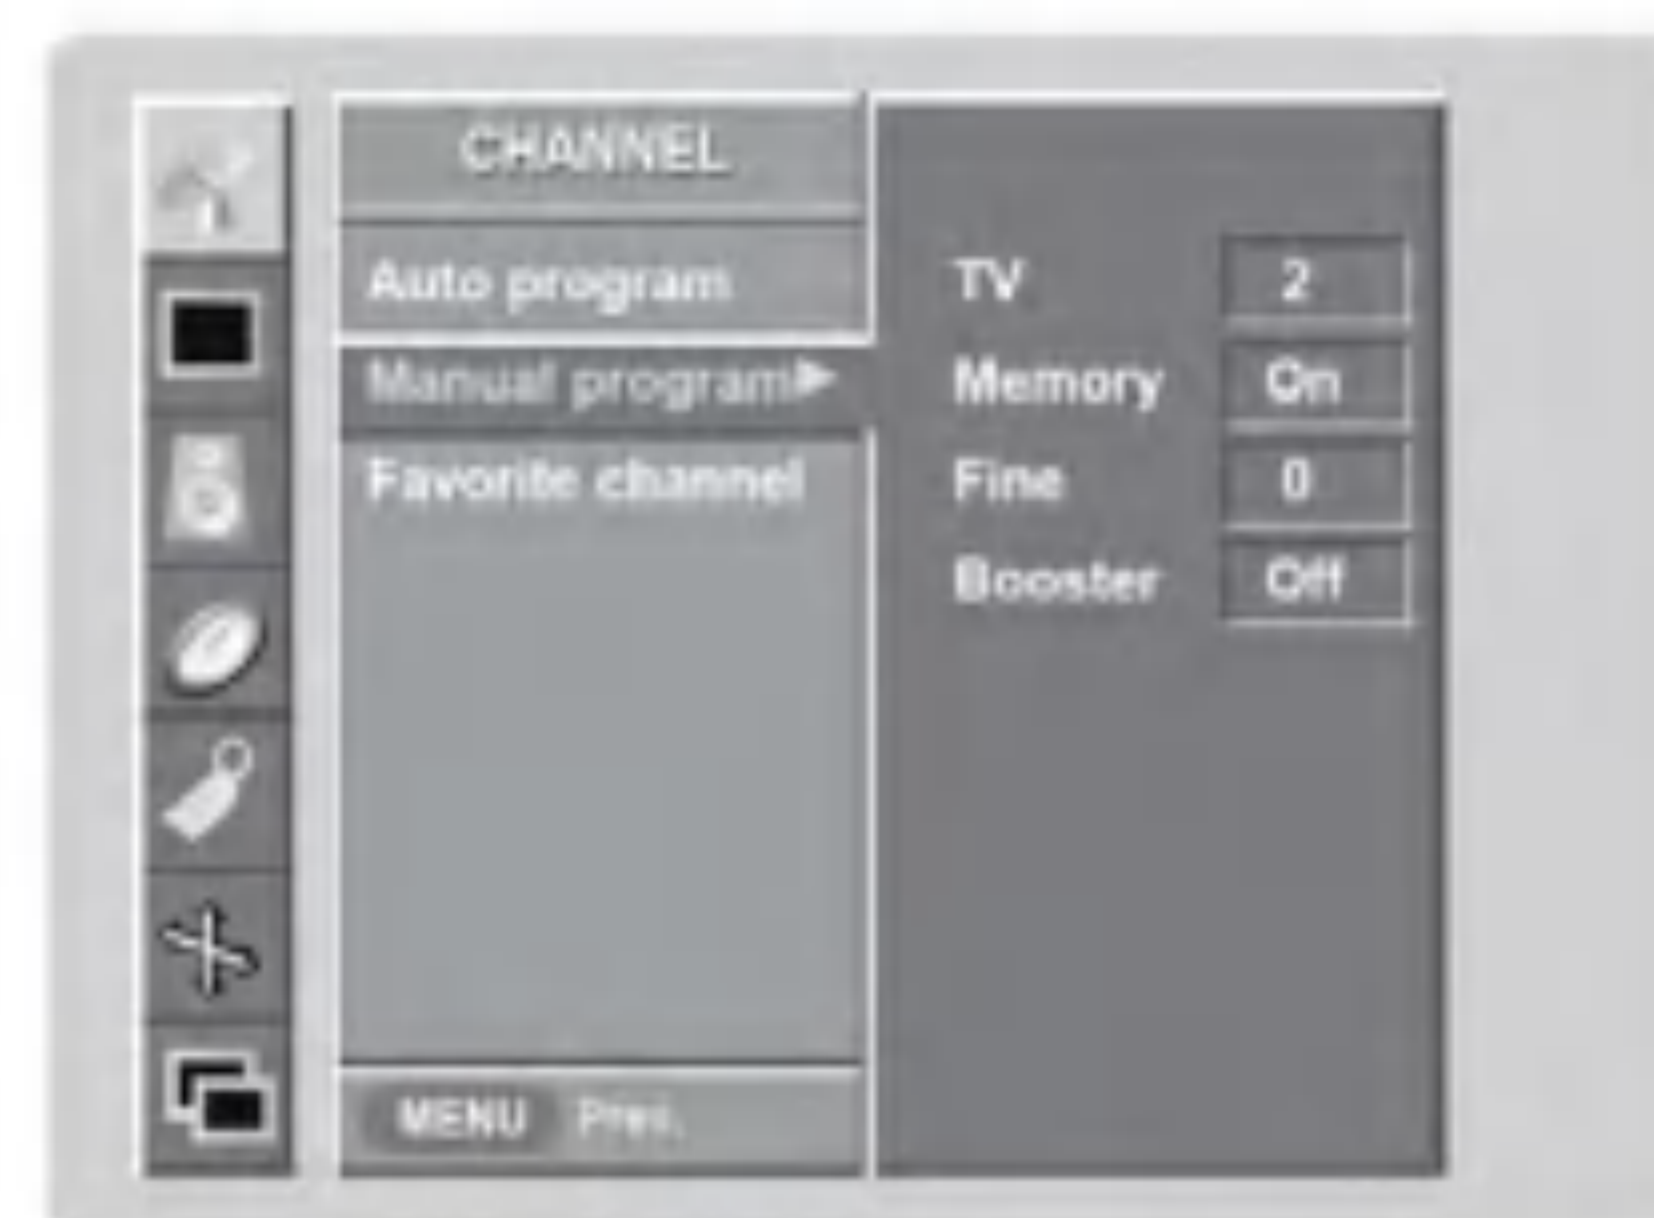 CHANNEL
Auto program
Manual program►
Favorite channel
MENU Prev.
TV 2
Memory On
Fine 0
Booster Off